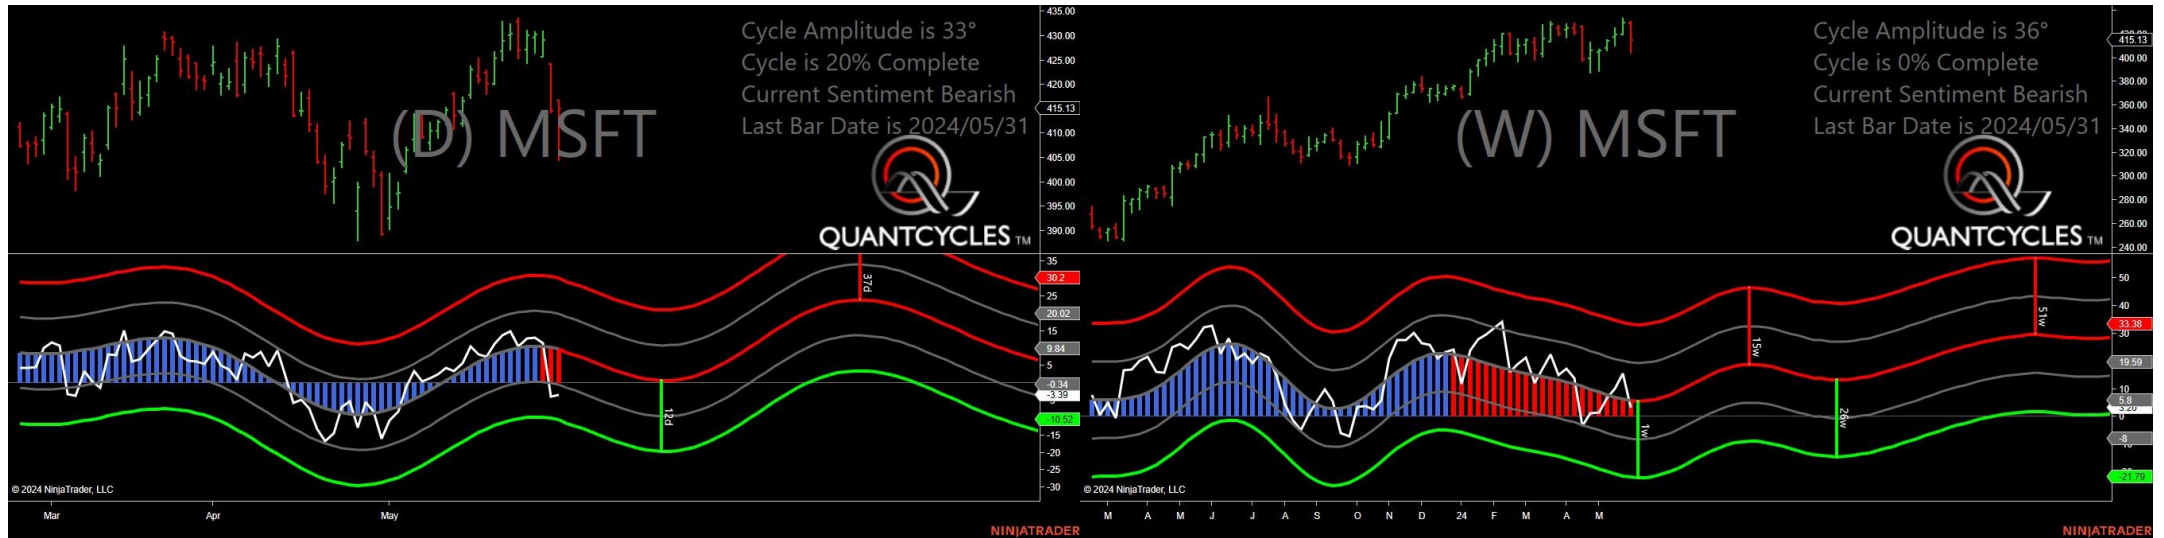 435.00
430.00
425.00
420.00
415.13
410.00
405.00
400.00
395.00
390.00
Cycle Amplitude is 33°
Cycle is 20% Complete
Current Sentiment Bearish
Last Bar Date is 2024/05/31
(D) MSFT
QUANTCYCLES TM
35
30.2
25
20.02
15
9.84
5
-0.34
-3.39
-10.52
-15
-20
-25
-30
37d
12d
© 2024 NinjaTrader, LLC
Mar
Apr
May
NINJATRADER
415.13
400.00
380.00
360.00
340.00
320.00
300.00
280.00
260.00
240.00
Cycle Amplitude is 36°
Cycle is 0% Complete
Current Sentiment Bearish
Last Bar Date is 2024/05/31
(W) MSFT
QUANTCYCLES TM
50
40
33.38
30
19.59
10
5.8
0
-8
-21.79
1w
15w
26w
51w
© 2024 NinjaTrader, LLC
M A M J J A S O N D 24 F M A M
NINJATRADER